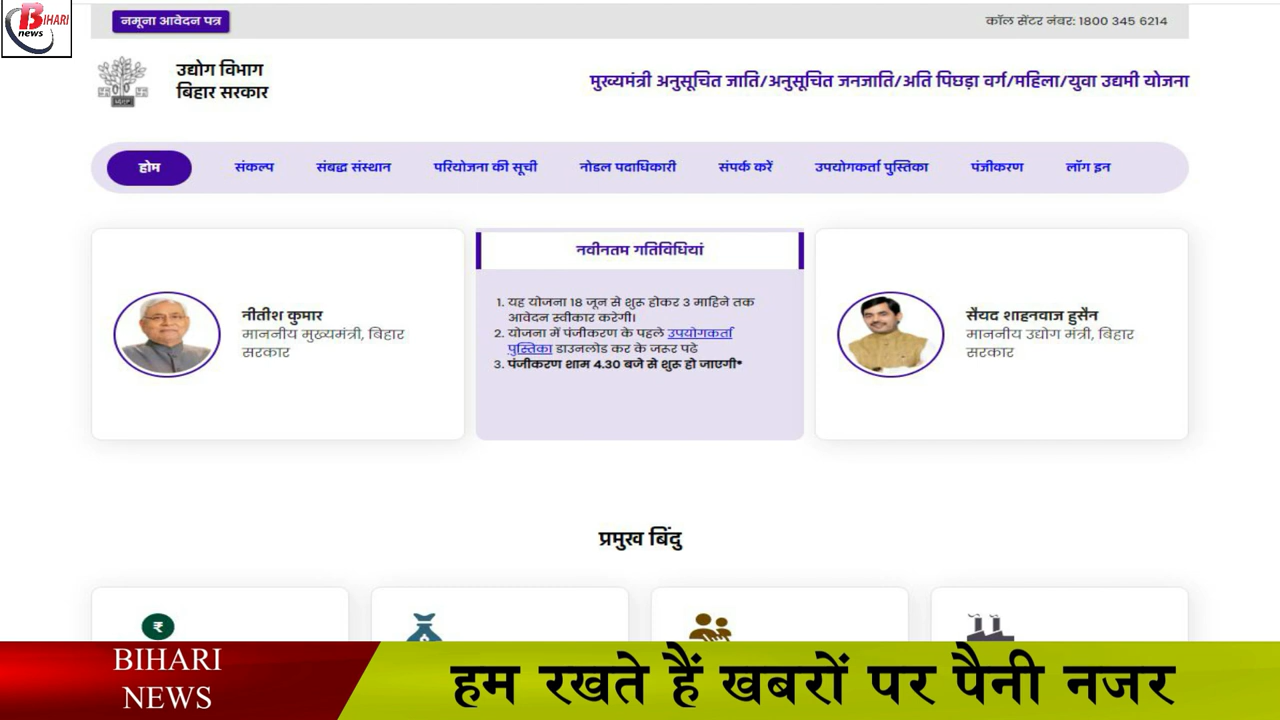 BIHARI
news
नमूना आवेदन पत्र
कॉल सेंटर नंबर: 1800 345 6214
उद्योग विभाग
बिहार सरकार
मुख्यमंत्री अनुसूचित जाति/अनुसूचित जनजाति/अति पिछड़ा वर्ग/महिला/युवा उद्यमी योजना
होम
संकल्प
संबद्ध संस्थान
परियोजना की सूची
नोडल पदाधिकारी
संपर्क करें
उपयोगकर्ता पुस्तिका
पंजीकरण
लॉग इन
नीतीश कुमार
माननीय मुख्यमंत्री, बिहार
सरकार
नवीनतम गतिविधियां
1. यह योजना 18 जून से शुरू होकर 3 माहिने तक
आवेदन स्वीकार करेगी।
2. योजना में पंजीकरण के पहले उपयोगकर्ता
पुस्तिका डाउनलोड कर के जरूर पढे
3. पंजीकरण शाम 4.30 बजे से शुरू हो जाएगी*
सैयद शाहनवाज हुसैन
माननीय उद्योग मंत्री, बिहार
सरकार
प्रमुख बिंदु
₹
BIHARI
NEWS
हम रखते हैं खबरों पर पैनी नजर